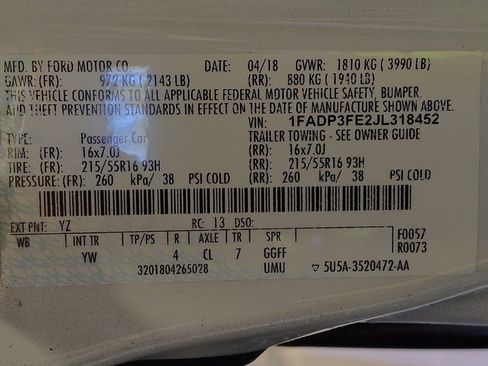 MFD. BY FORD MOTOR CO. DATE: 04/18 GVWR: 1810 KG ( 3990 LB)
GAWR: (FR): 972 KG ( 2143 LB) (RR): 880 KG ( 1940 LB)
THIS VEHICLE CONFORMS TO ALL APPLICABLE FEDERAL MOTOR VEHICLE SAFETY, BUMPER,
AND THEFT PREVENTION STANDARDS IN EFFECT ON THE DATE OF MANUFACTURE SHOWN ABOVE.
VIN: 1FADP3FE2JL318452
TYPE: Passenger Car TRAILER TOWING - SEE OWNER GUIDE
RIM: (FR): 16x7.0J (RR): 16x7.0J
TIRE: (FR): 215/55R16 93H (RR): 215/55R16 93H
PRESSURE: (FR): 260 kPa/ 38 PSI COLD (RR): 260 kPa/ 38 PSI COLD
EXT PNT: YZ RC: 13 DSO:
WB INT TR TP/PS R AXLE TR SPR F0057
YW 4 CL 7 GGFF R0073
3201804265028 UMU ▽ 5U5A-3520472-AA